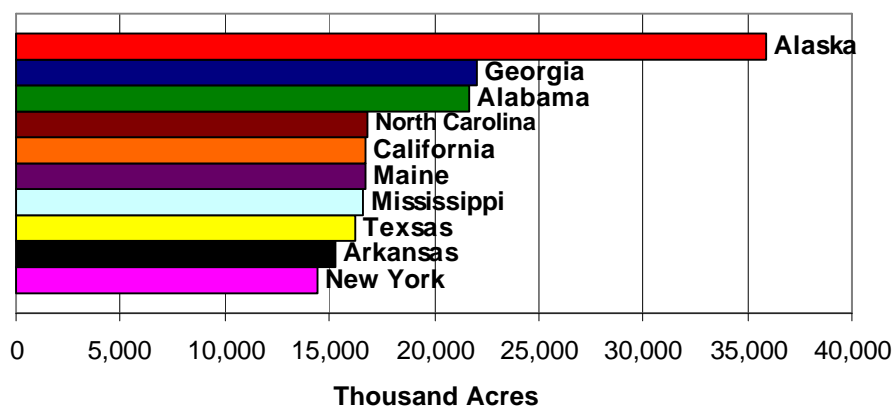 Alaska
Georgia
Alabama
North Carolina
California
Maine
Mississippi
Texsas
Arkansas
New York
0 5,000 10,000 15,000 20,000 25,000 30,000 35,000 40,000
Thousand Acres